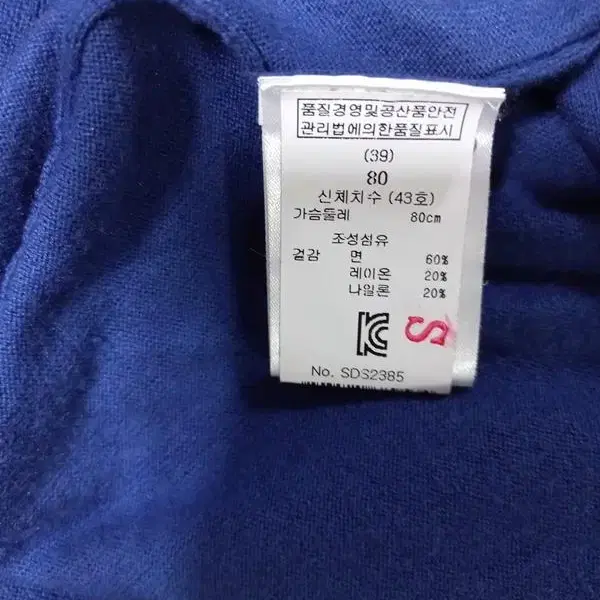 품질경영및공산품안전
관리법에의한품질표시
(39)
80
신체치수 (43호)
가슴둘레 80cm
조성섬유
겉감 면 60%
레이온 20%
나일론 20%
S
No. SDS2385